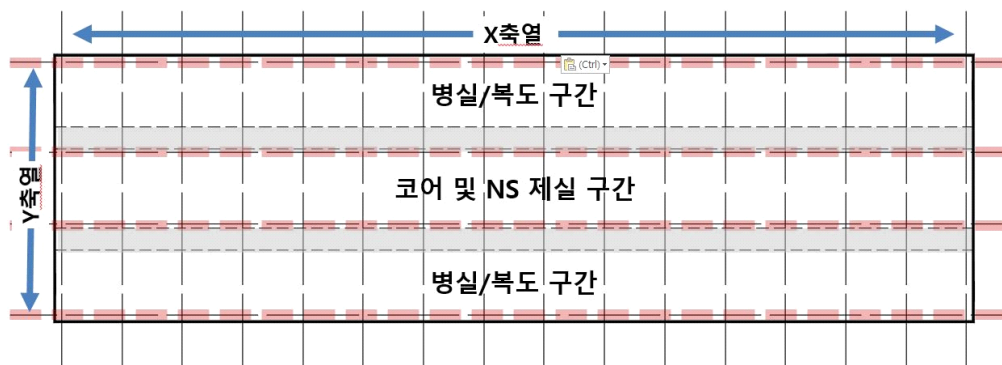 X축열
(Ctrl)
병실/복도 구간
Y축열
코어 및 NS 제실 구간
병실/복도 구간